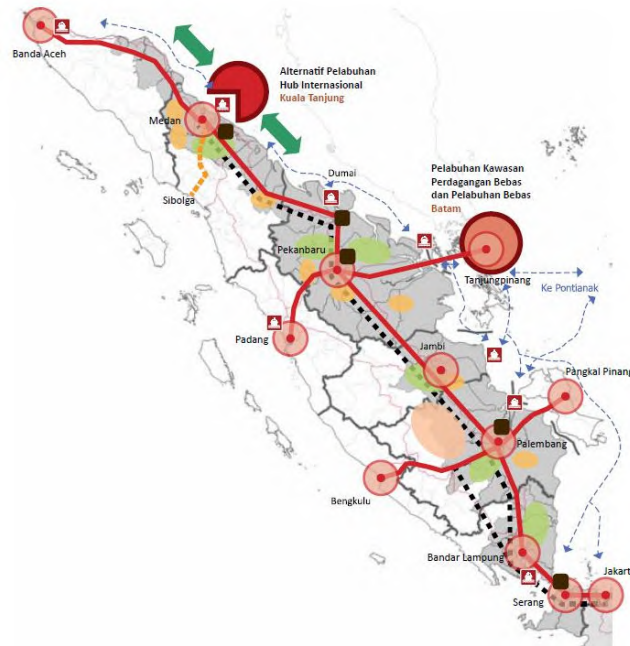 Banda Aceh
Alternatif Pelabuhan
Hub Internasional
Kuala Tanjung
Medan
Sibolga
Dumai
Pelabuhan Kawasan
Perdagangan Bebas
dan Pelabuhan Bebas
Batam
Pekanbaru
Tanjungpinang
Ke Pontianak
Padang
Jambi
Pangkal Pinang
Palembang
Bengkulu
Bandar Lampung
Serang
Jakart